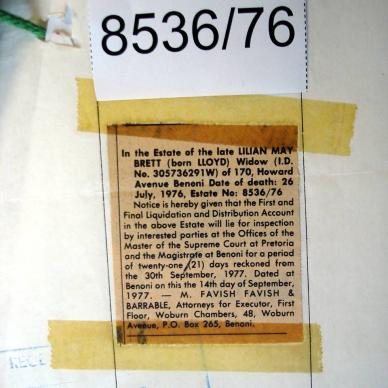 8536/76
In the Estate of the late LILIAN MAY
BRETT (born LLOYD) Widow (I.D.
No. 305736291W) of 170, Howard
Avenue Benoni Date of death: 26
July, 1976, Estate No: 8536/76
Notice is hereby given that the First and
Final Liquidation and Distribution Account
in the above Estate will lie for inspection
by interested parties at the Offices of the
Master of the Supreme Court at Pretoria
and the Magistrate at Benoni for a period
of twenty-one (21) days reckoned from
the 30th September, 1977. Dated at
Benoni on this the 14th day of September,
1977. — M. FAVISH FAVISH &
BARRABLE, Attorneys for Executor, First
Floor, Woburn Chambers, 48, Woburn
Avenue, P.O. Box 265, Benoni.